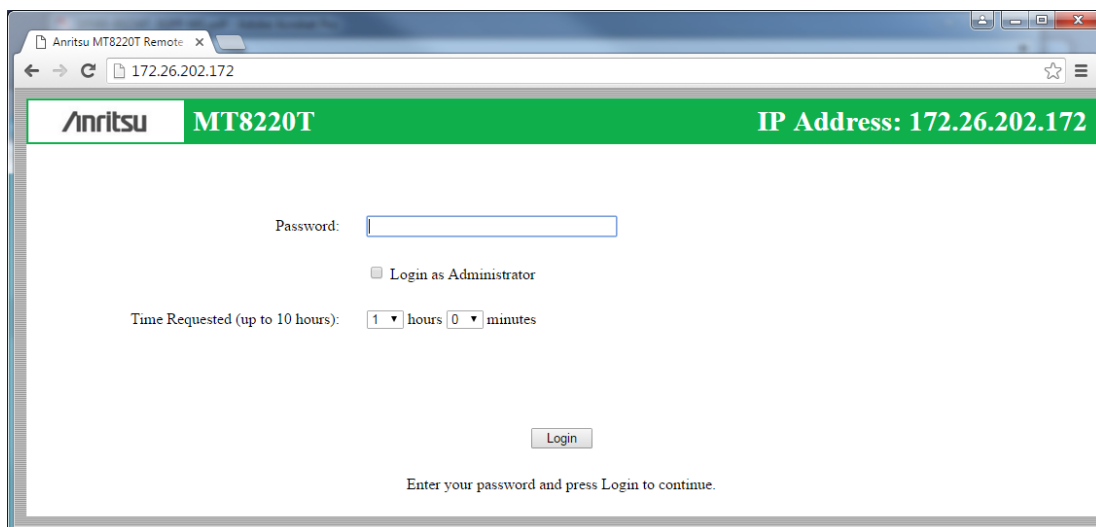 Anritsu MT8220T Remote
172.26.202.172
Anritsu MT8220T IP Address: 172.26.202.172
Password:
Login as Administrator
Time Requested (up to 10 hours): 1 hours 0 minutes
Login
Enter your password and press Login to continue.